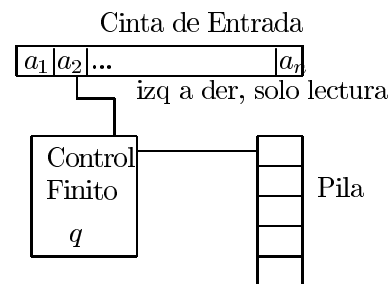 Cinta de Entrada
a₁ a₂ ... aₙ
izq a der, solo lectura
Control
Finito
q
Pila